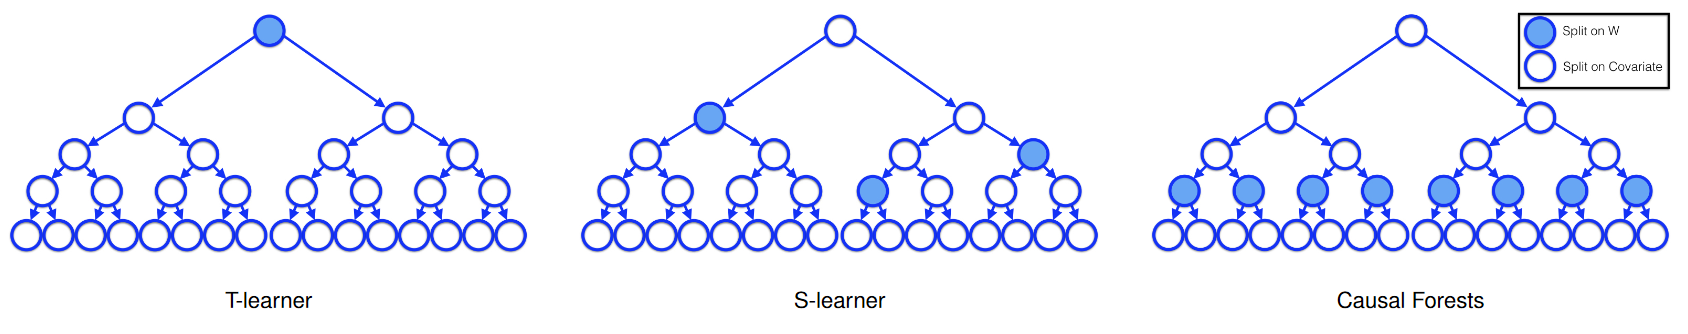 Split on W
Split on Covariate
T-learner
S-learner
Causal Forests